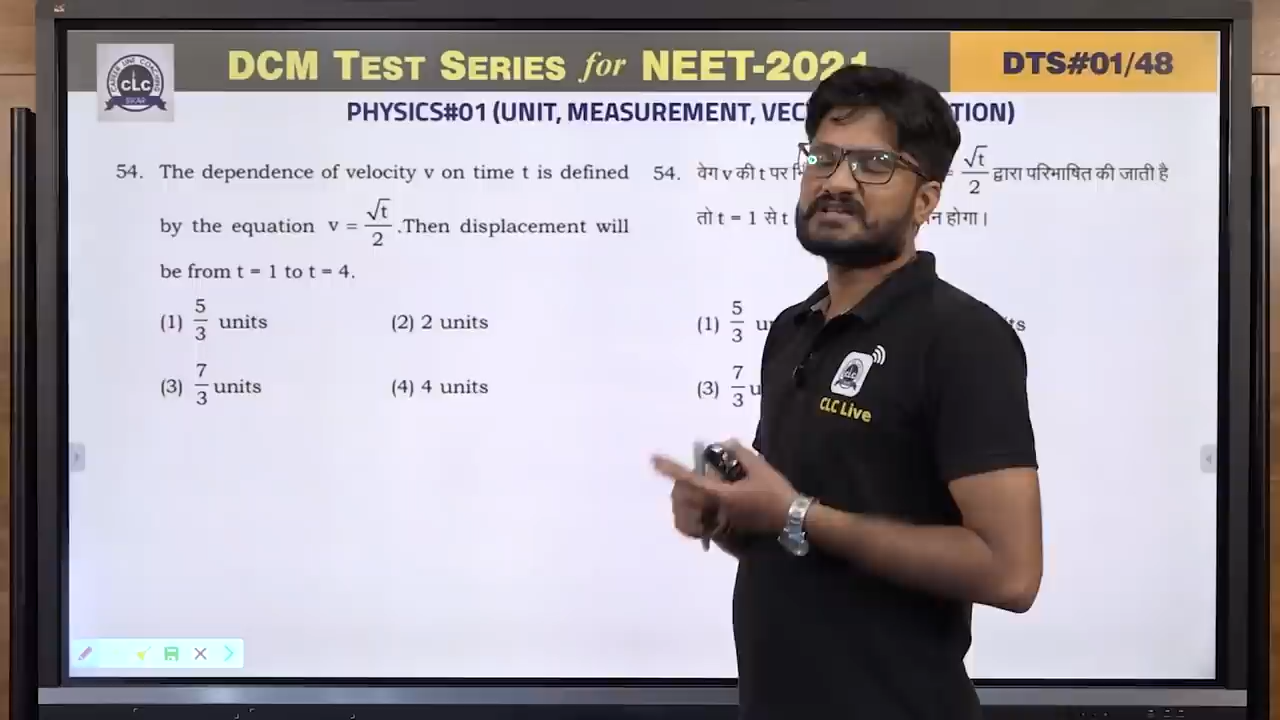 DCM TEST SERIES for NEET-2021
DTS#01/48
CLC
SIKAR
PHYSICS#01 (UNIT, MEASUREMENT, VEC TION)
54. The dependence of velocity v on time t is defined
by the equation v = √t/2 .Then displacement will
be from t = 1 to t = 4.
(1) 5/3 units (2) 2 units
(3) 7/3 units (4) 4 units
54. वेग v की t पर = √t/2 द्वारा परिभाषित की जाती है
तो t = 1 से t होगा।
(1) 5/3
(3) 7/3
CLC Live